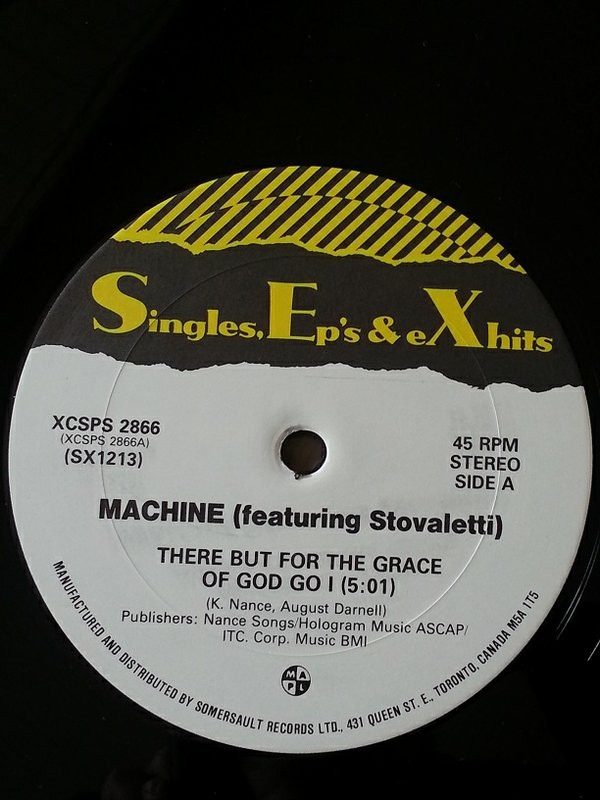 Singles, Ep's & eXhits
XCSPS 2866
(XCSPS 2866A)
(SX1213)
45 RPM
STEREO
SIDE A
MACHINE (featuring Stovaletti)
THERE BUT FOR THE GRACE
OF GOD GO I (5:01)
(K. Nance, August Darnell)
Publishers: Nance Songs/Hologram Music ASCAP/
ITC. Corp. Music BMI
M A
P L
MANUFACTURED AND DISTRIBUTED BY SOMERSAULT RECORDS LTD., 431 QUEEN ST. E., TORONTO, CANADA M5A 1T5